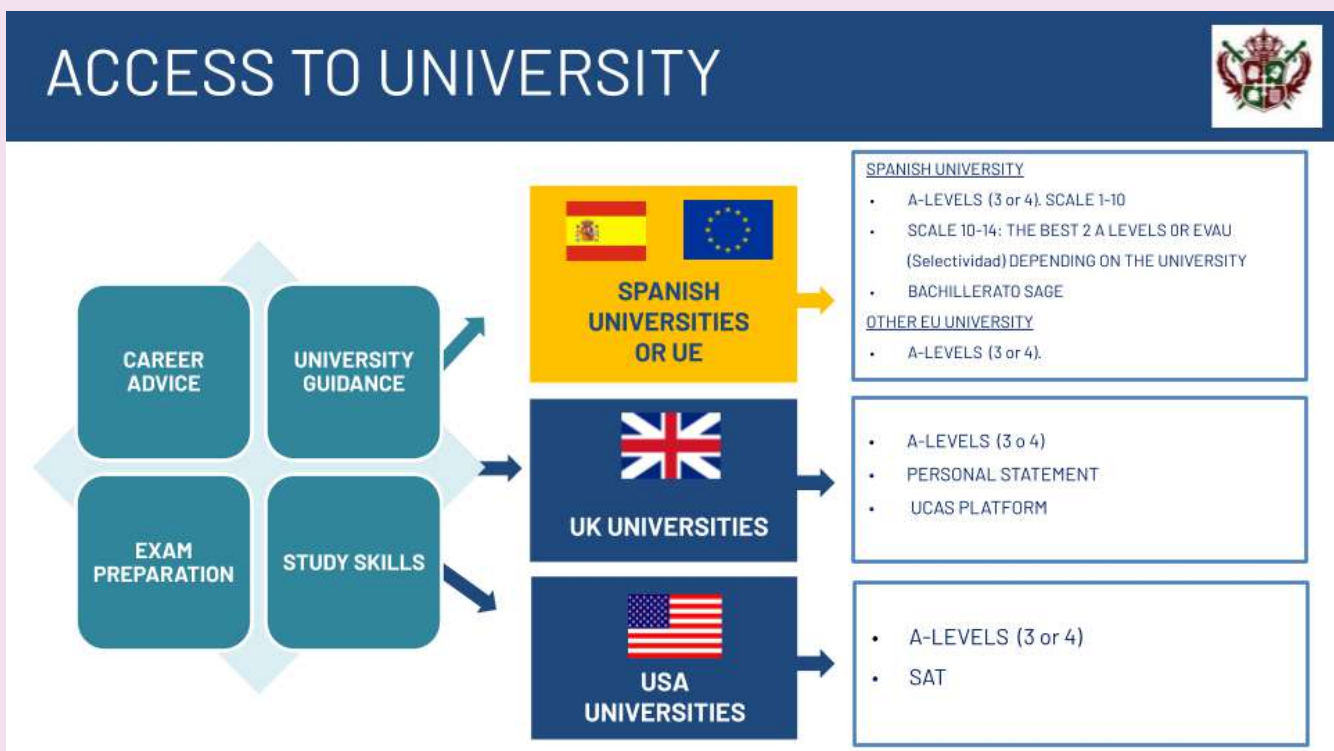 ACCESS TO UNIVERSITY
CAREER
ADVICE
UNIVERSITY
GUIDANCE
EXAM
PREPARATION
STUDY SKILLS
SPANISH
UNIVERSITIES
OR UE
SPANISH UNIVERSITY
• A-LEVELS (3 or 4). SCALE 1-10
• SCALE 10-14: THE BEST 2 A LEVELS OR EVAU
(Selectividad) DEPENDING ON THE UNIVERSITY
• BACHILLERATO SAGE
OTHER EU UNIVERSITY
• A-LEVELS (3 or 4).
UK UNIVERSITIES
• A-LEVELS (3 o 4)
• PERSONAL STATEMENT
• UCAS PLATFORM
USA
UNIVERSITIES
• A-LEVELS (3 or 4)
• SAT